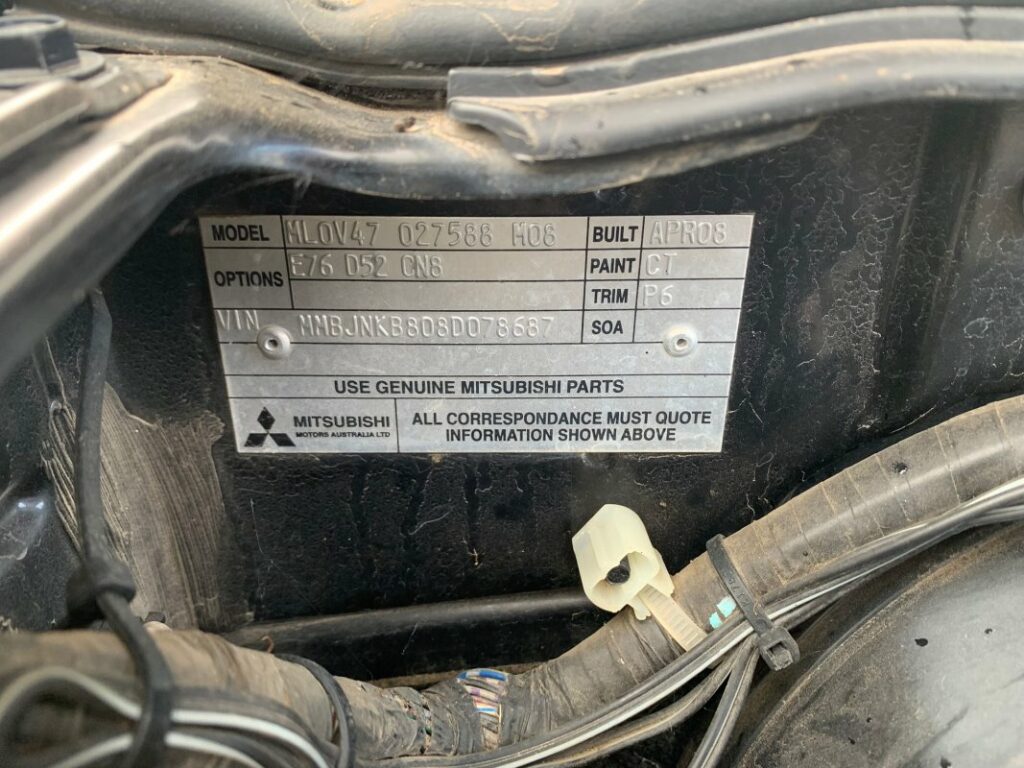 MODEL ML0V47 027588 M08 BUILT APR08
OPTIONS E76 D52 CN8 PAINT CT
TRIM P6
VIN MMBJNKB808D078687 SOA
USE GENUINE MITSUBISHI PARTS
MITSUBISHI
MOTORS AUSTRALIA LTD
ALL CORRESPONDANCE MUST QUOTE
INFORMATION SHOWN ABOVE